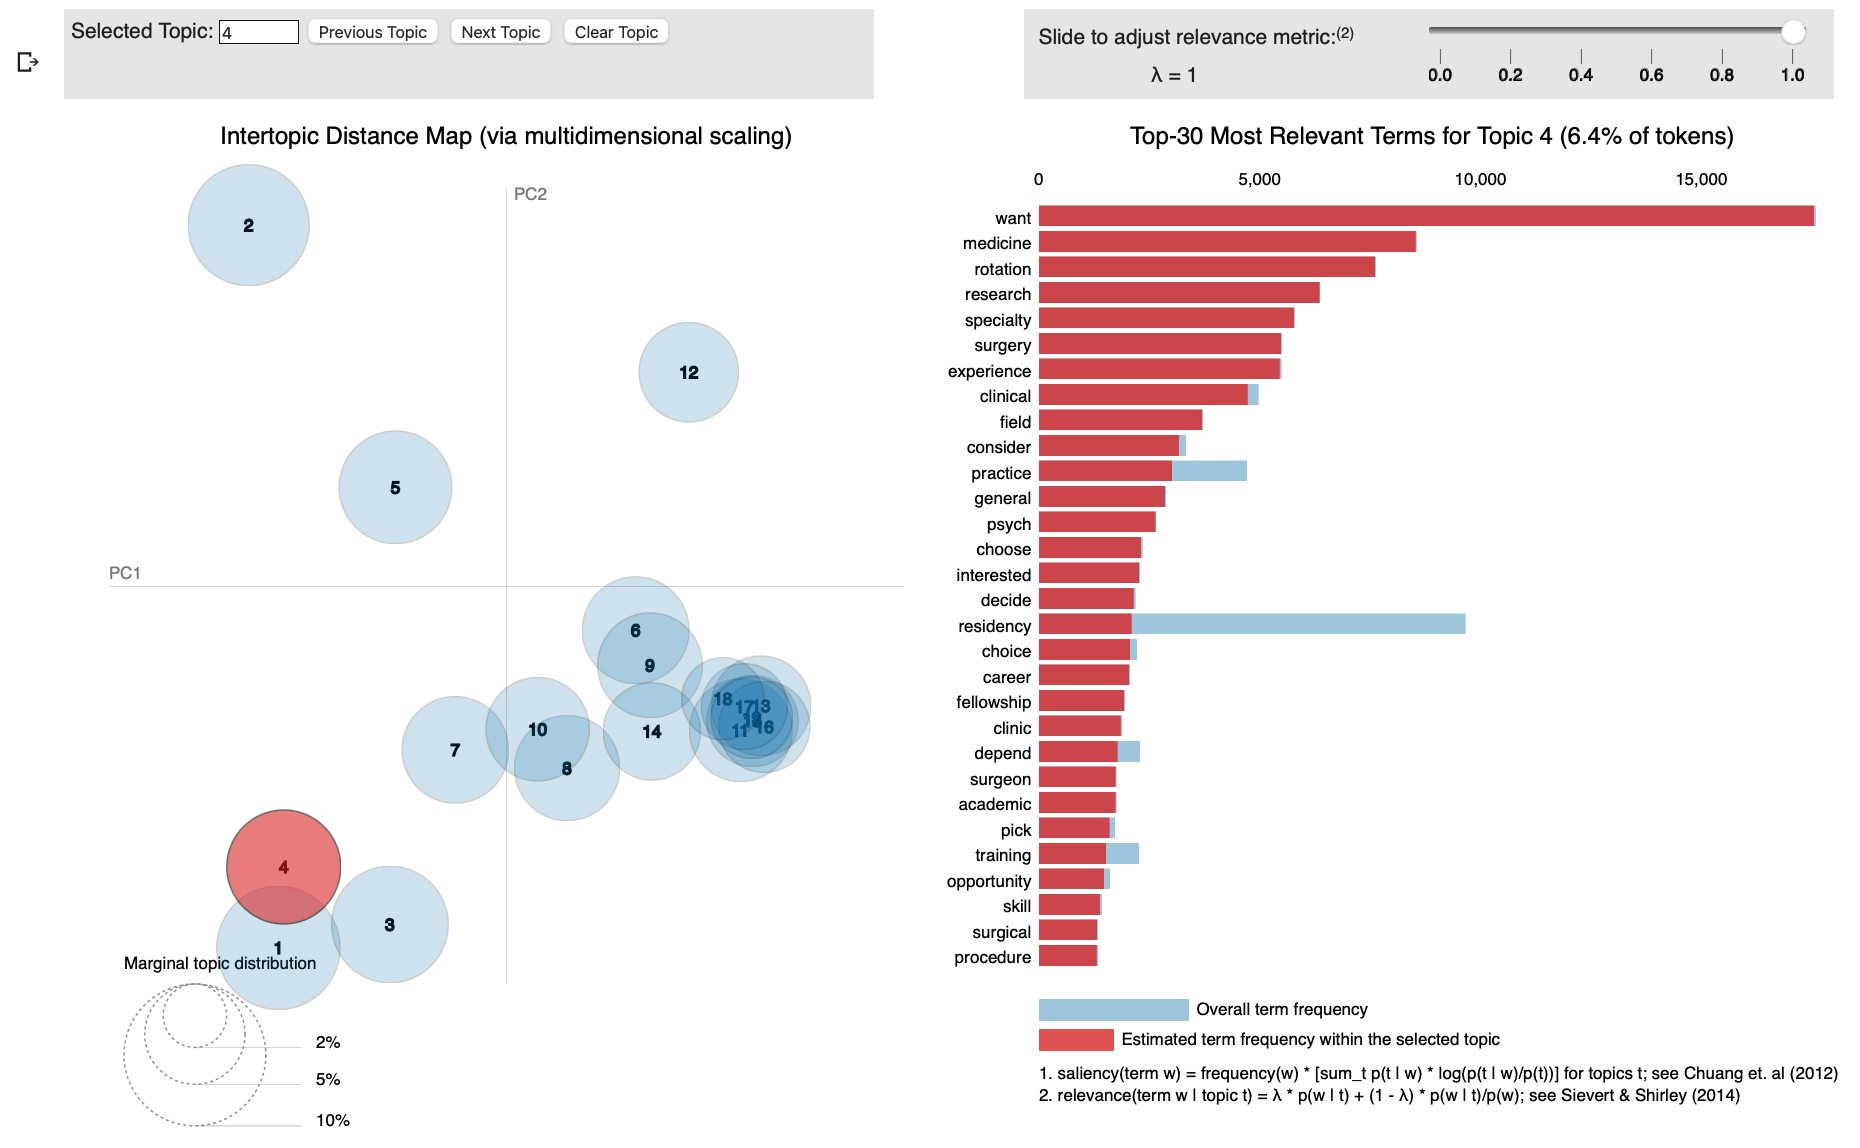 Selected Topic: 4 Previous Topic Next Topic Clear Topic
Slide to adjust relevance metric:(2)
λ = 1
0.0 0.2 0.4 0.6 0.8 1.0
Intertopic Distance Map (via multidimensional scaling)
PC2
PC1
2
12
5
6
9
18
17
13
11
16
14
10
7
8
4
3
1
Marginal topic distribution
2%
5%
10%
Top-30 Most Relevant Terms for Topic 4 (6.4% of tokens)
0 5,000 10,000 15,000
want
medicine
rotation
research
specialty
surgery
experience
clinical
field
consider
practice
general
psych
choose
interested
decide
residency
choice
career
fellowship
clinic
depend
surgeon
academic
pick
training
opportunity
skill
surgical
procedure
Overall term frequency
Estimated term frequency within the selected topic
1. saliency(term w) = frequency(w) * [sum_t p(t | w) * log(p(t | w)/p(t))] for topics t; see Chuang et. al (2012)
2. relevance(term w | topic t) = λ * p(w | t) + (1 - λ) * p(w | t)/p(w); see Sievert & Shirley (2014)